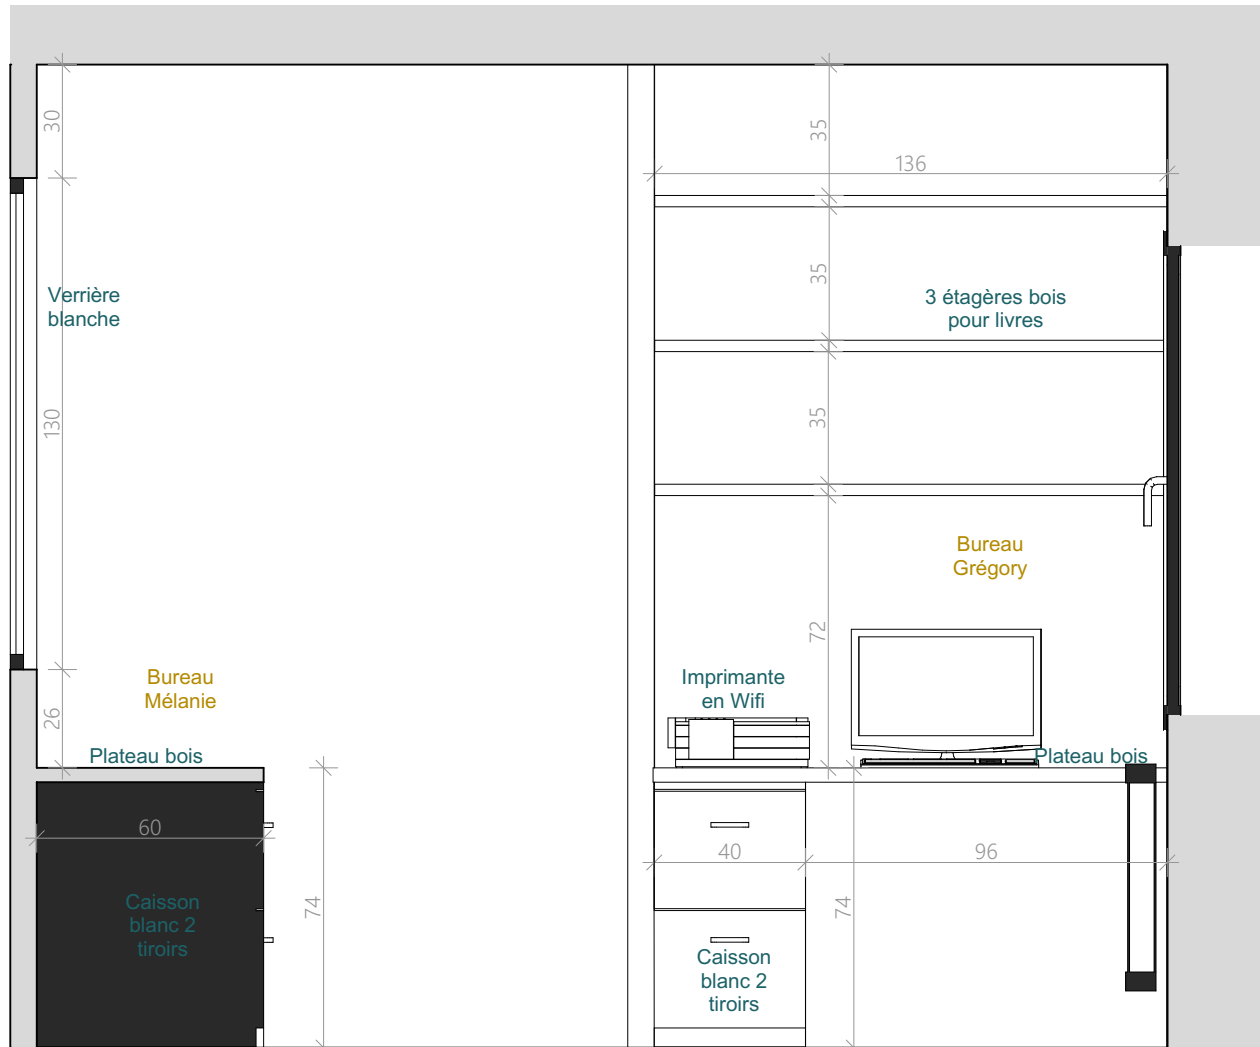 30
35
136
Verrière
blanche
35
3 étagères bois
pour livres
130
35
Bureau
Grégory
72
Bureau
Mélanie
Imprimante
en Wifi
26
Plateau bois
Plateau bois
60
40
96
Caisson
blanc 2
tiroirs
74
74
Caisson
blanc 2
tiroirs